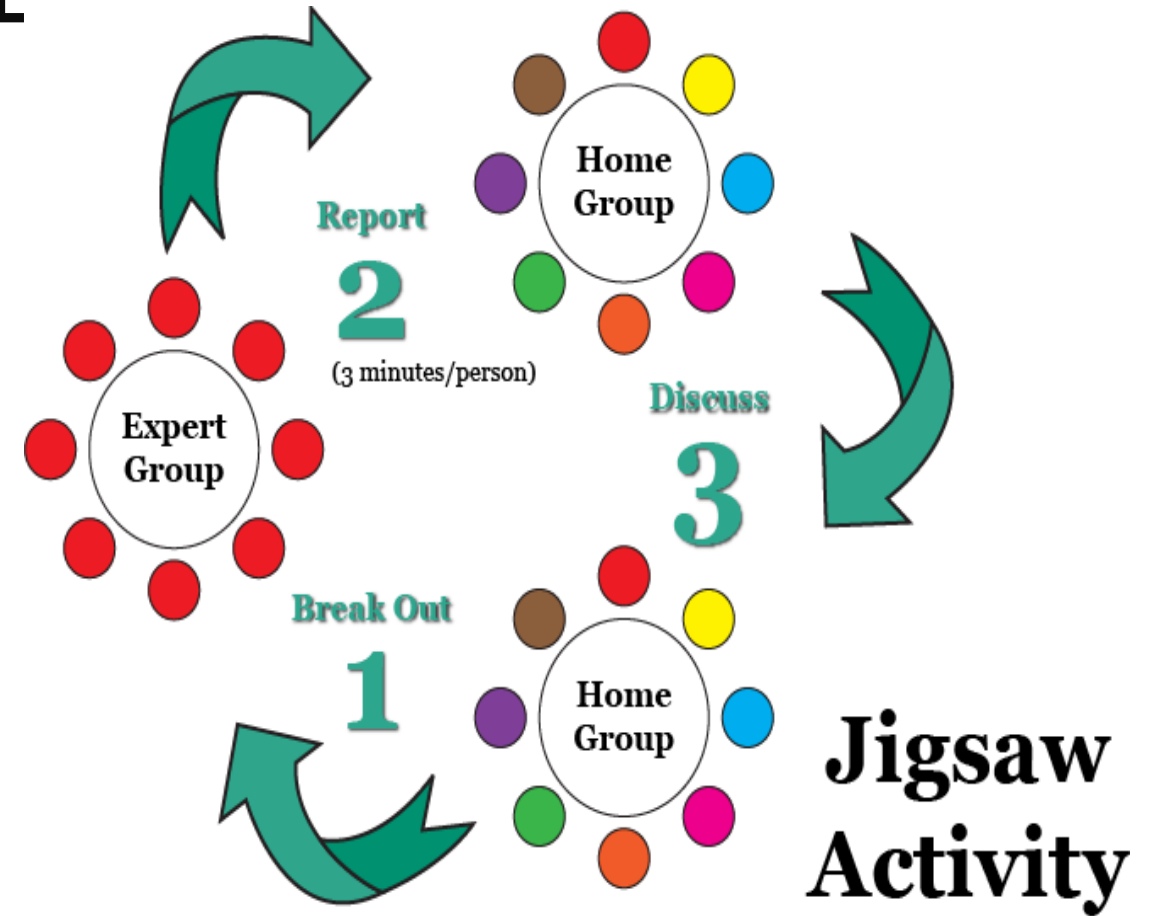 Home
Group
Report
2
(3 minutes/person)
Expert
Group
Discuss
3
Break Out
1
Home
Group
Jigsaw
Activity